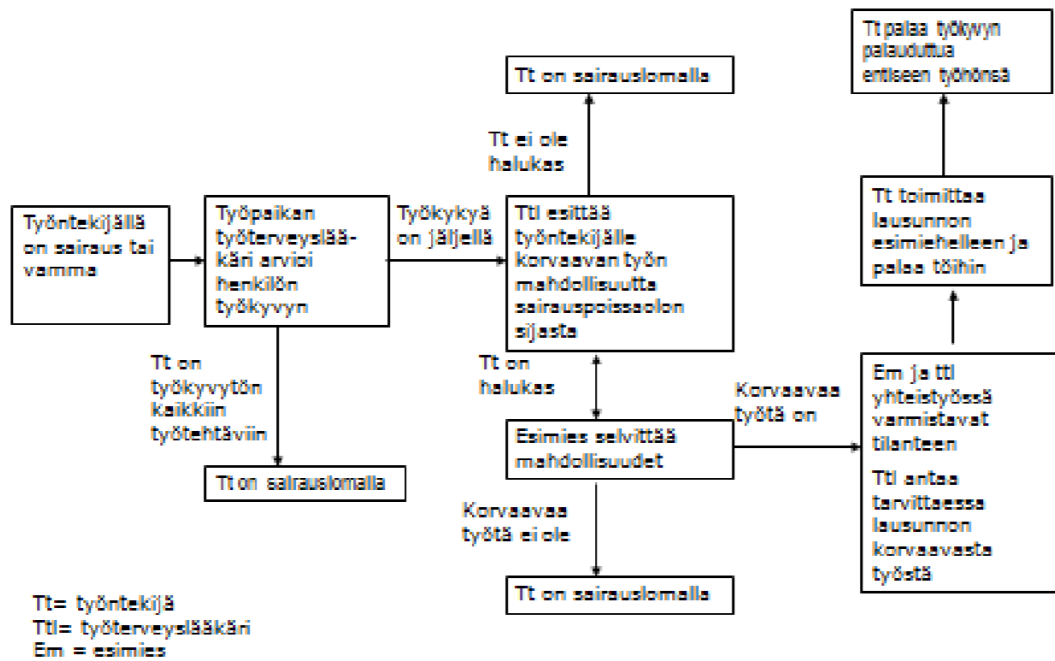 Työntekijällä
on sairaus tai
vamma
Työpaikan
työterveyslää-
käri arvioi
henkilön
työkyvyn
Työkykyä
on jäljellä
Tt on
työkyvytön
kaikkiin
työtehtäviin
Tt on sairauslomalla
Ttl esittää
työntekijälle
korvaavan työn
mahdollisuutta
sairauspoissaolon
sijasta
Tt ei ole
halukas
Tt on sairauslomalla
Tt on
halukas
Esimies selvittää
mahdollisuudet
Korvaavaa
työtä ei ole
Tt on sairauslomalla
Korvaavaa
työtä on
Em ja ttl
yhteistyössä
varmistavat
tilanteen
Ttl antaa
tarvittaessa
lausunnon
korvaavasta
työstä
Tt toimittaa
lausunnon
esimiehelleen ja
palaa töihin
Tt palaa työkyvyn
palauduttua
entiseen työhönsä
Tt= työntekijä
Ttl= työterveyslääkäri
Em = esimies